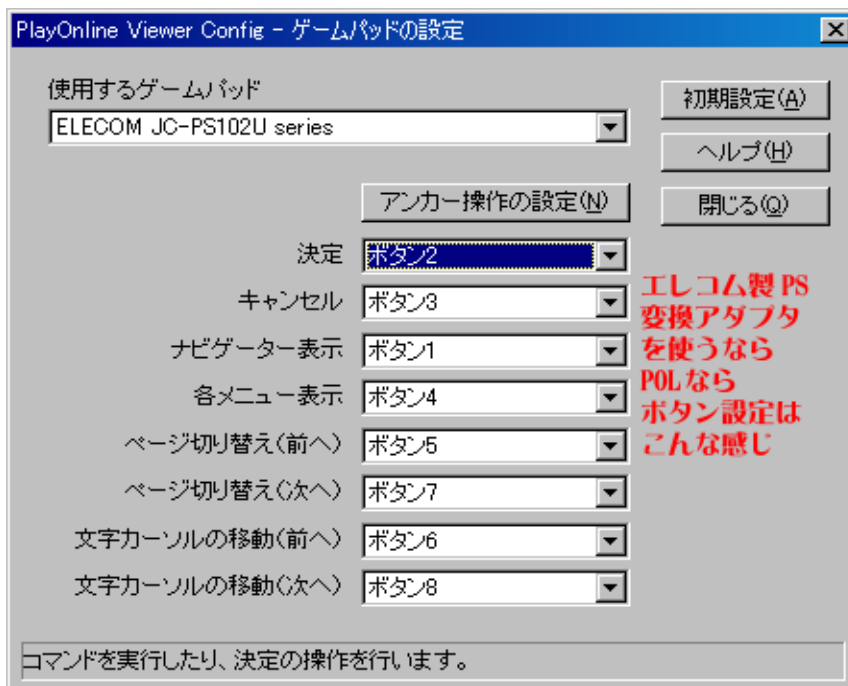 PlayOnline Viewer Config - ゲームパッドの設定
使用するゲームパッド
ELECOM JC-PS102U series
初期設定(A)
ヘルプ(H)
閉じる(Q)
アンカー操作の設定(N)
決定 ボタン2
キャンセル ボタン3
ナビゲーター表示 ボタン1
各メニュー表示 ボタン4
ページ切り替え(前へ) ボタン5
ページ切り替え(次へ) ボタン7
文字カーソルの移動(前へ) ボタン6
文字カーソルの移動(次へ) ボタン8
エレコム製PS
変換アダプタ
を使うなら
POLなら
ボタン設定は
こんな感じ
コマンドを実行したり、決定の操作を行います。